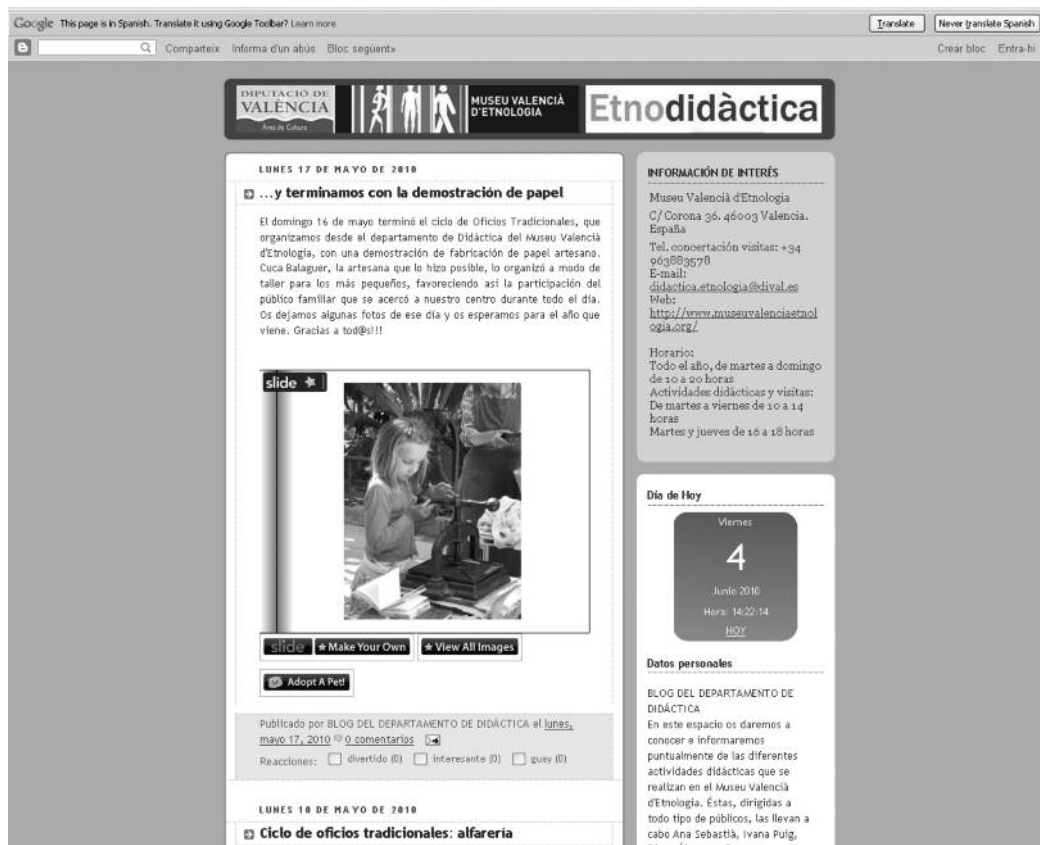 Google This page is in Spanish. Translate it using Google Toolbar? Learn more
Translate
Never translate Spanish
Comparteix Informa d'un abús Bloc següent»
Crear bloc Entra-hi
DIPUTACIÓ DE
VALÈNCIA
Àrea de Cultura
MUSEU VALENCIÀ
D'ETNOLOGIA
Etnodidàctica
LUNES 17 DE MAYO DE 2010
...y terminamos con la demostración de papel
El domingo 16 de mayo terminó el ciclo de Oficios Tradicionales, que
organizamos desde el departamento de Didáctica del Museu Valencià
d'Etnologia, con una demostración de fabricación de papel artesano.
Cuca Balaguer, la artesana que lo hizo posible, lo organizó a modo de
taller para los más pequeños, favoreciendo así la participación del
público familiar que se acercó a nuestro centro durante todo el día.
Os dejamos algunas fotos de ese día y os esperamos para el año que
viene. Gracias a tod@s!!!
slide
slide
Make Your Own
View All Images
Adopt A Pet!
Publicado por BLOG DEL DEPARTAMENTO DE DIDÁCTICA el lunes,
mayo 17, 2010 0 comentarios
Reacciones: divertido (0) interesante (0) guay (0)
LUNES 10 DE MAYO DE 2010
Ciclo de oficios tradicionales: alfarería
INFORMACIÓN DE INTERÉS
Museu Valencià d'Etnologia
C/ Corona 36. 46003 Valencia.
España
Tel. concertación visitas: +34
963883578
E-mail:
didactica.etnologia@dival.es
Web:
http://www.museuvalenciaetnol
ogia.org/
Horario:
Todo el año, de martes a domingo
de 10 a 20 horas
Actividades didácticas y visitas:
De martes a viernes de 10 a 14
horas
Martes y jueves de 16 a 18 horas
Día de Hoy
Viernes
4
Junio 2010
Hora: 14:22:14
HOY
Datos personales
BLOG DEL DEPARTAMENTO DE
DIDÁCTICA
En este espacio os daremos a
conocer e informaremos
puntualmente de las diferentes
actividades didácticas que se
realizan en el Museu Valencià
d'Etnologia. Éstas, dirigidas a
todo tipo de públicos, las llevan a
cabo Ana Sebastià, Ivana Puig,